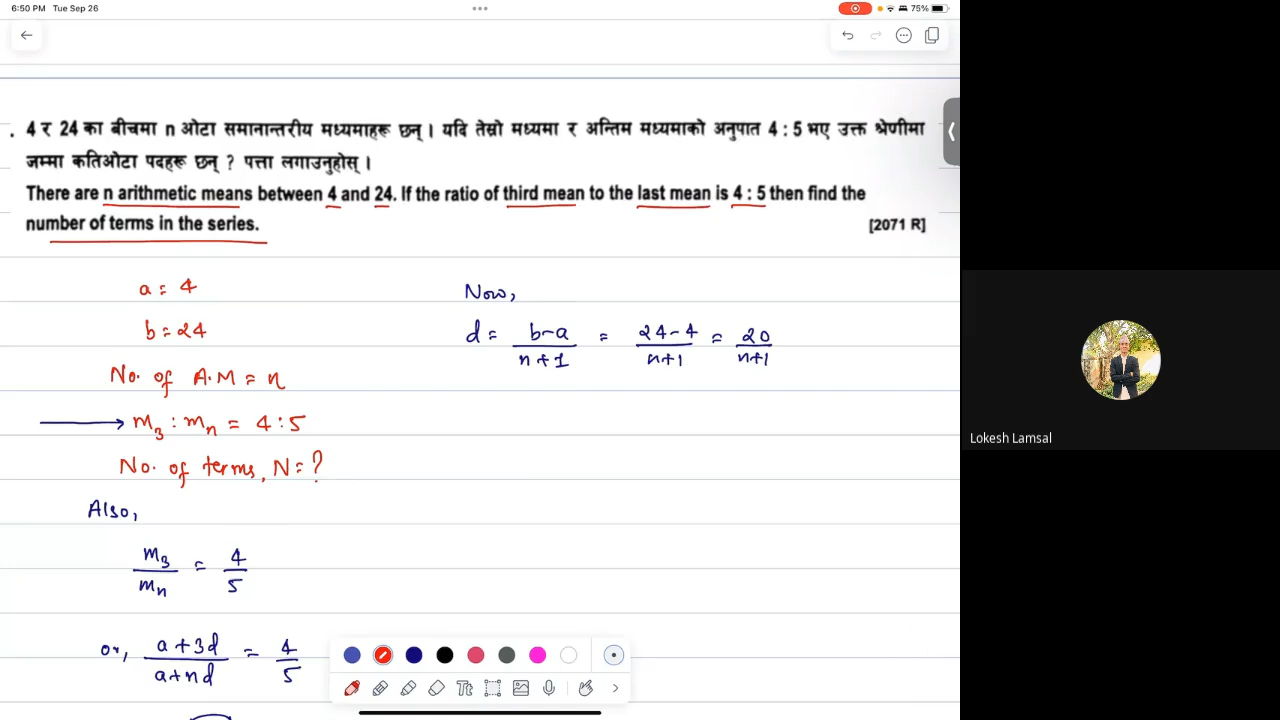 6:50 PM Tue Sep 26
75%
. 4 र 24 का बीचमा n ओटा समानान्तरीय मध्यमाहरू छन् । यदि तेस्रो मध्यमा र अन्तिम मध्यमाको अनुपात 4 : 5 भए उक्त श्रेणीमा
जम्मा कतिओटा पदहरू छन् ? पत्ता लगाउनुहोस् ।
There are n arithmetic means between 4 and 24. If the ratio of third mean to the last mean is 4 : 5 then find the
number of terms in the series. [2071 R]
a = 4
b = 24
No. of A.M = n
m₃ : mₙ = 4 : 5
No. of terms, N = ?
Also,
m₃/mₙ = 4/5
or, (a+3d)/(a+nd) = 4/5
Now,
d = (b-a)/(n+1) = (24-4)/(n+1) = 20/(n+1)
Tt
Lokesh Lamsal